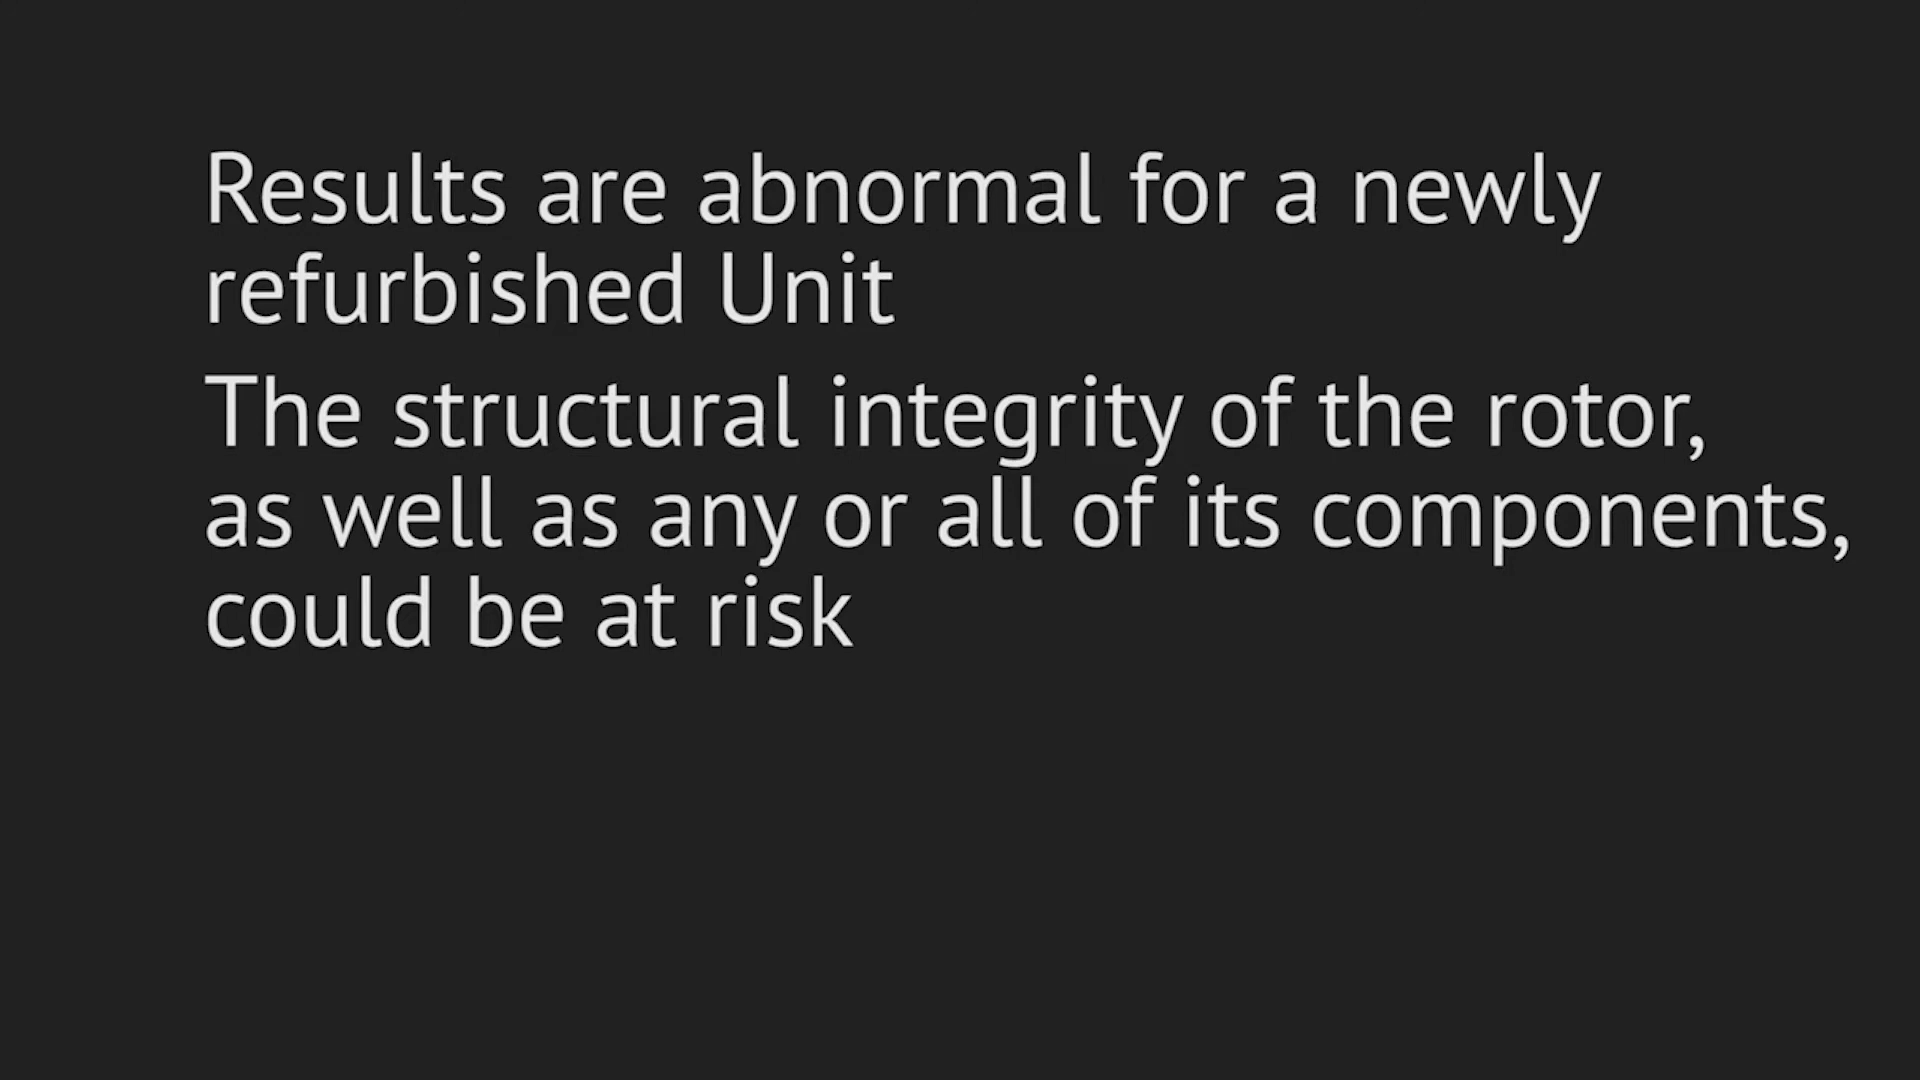 Results are abnormal for a newly
refurbished Unit
The structural integrity of the rotor,
as well as any or all of its components,
could be at risk